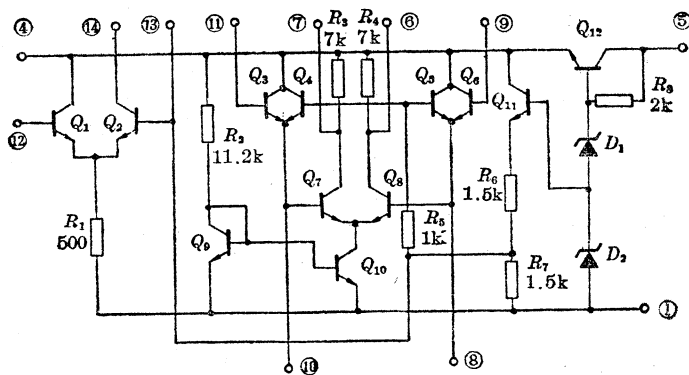 ⑭ ⑬ ⑪ ⑦ R₃ 7k R₄ 7k ⑥ ⑨ Q₁₂ ⑤
④
Q₃ Q₄ Q₅ Q₆
Q₁₁
R₈ 2k
⑫ Q₁ Q₂
R₂ 11.2k
D₁
Q₇ Q₈
R₆ 1.5k
R₁ 500
Q₉
R₅ 1k
D₂
Q₁₀
R₇ 1.5k
①
⑩ ⑧